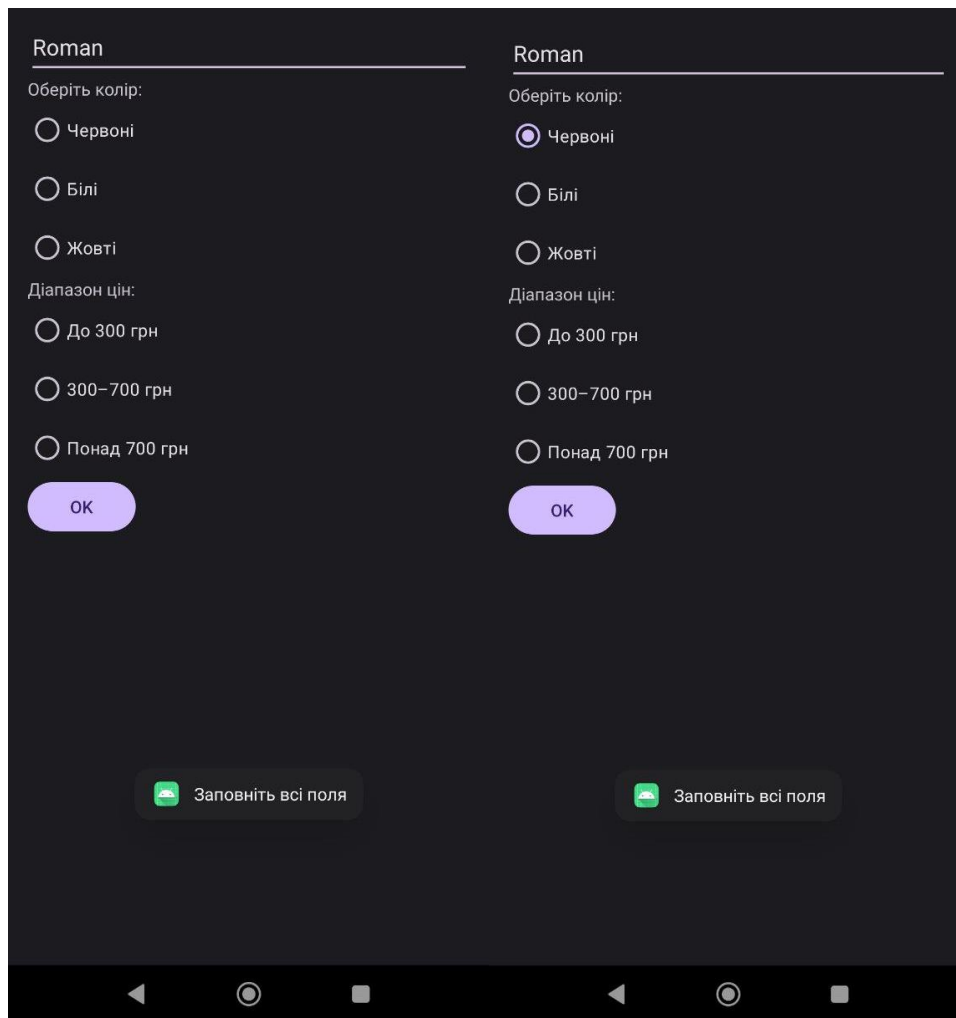 Roman
Оберіть колір:
Червоні
Білі
Жовті
Діапазон цін:
До 300 грн
300–700 грн
Понад 700 грн
OK
Заповніть всі поля
Roman
Оберіть колір:
Червоні
Білі
Жовті
Діапазон цін:
До 300 грн
300–700 грн
Понад 700 грн
OK
Заповніть всі поля